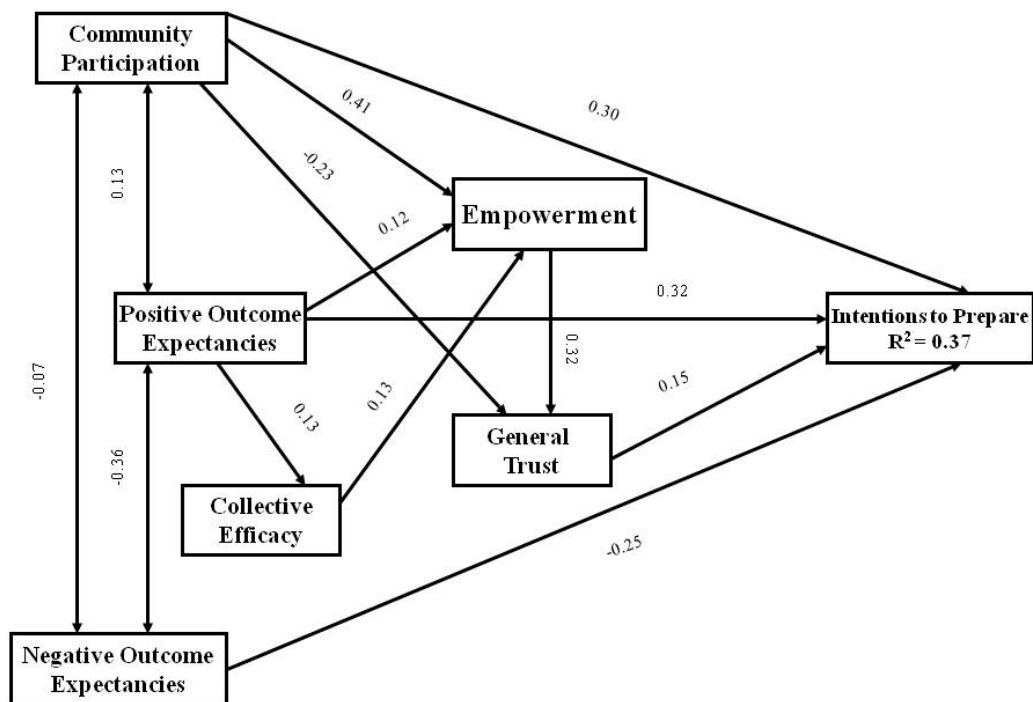 Community
Participation
0.30
0.41
-0.23
0.13
Empowerment
0.12
0.32
Positive Outcome
Expectancies
Intentions to Prepare
R² = 0.37
0.32
-0.07
0.13
0.13
0.15
General
Trust
-0.36
Collective
Efficacy
-0.25
Negative Outcome
Expectancies